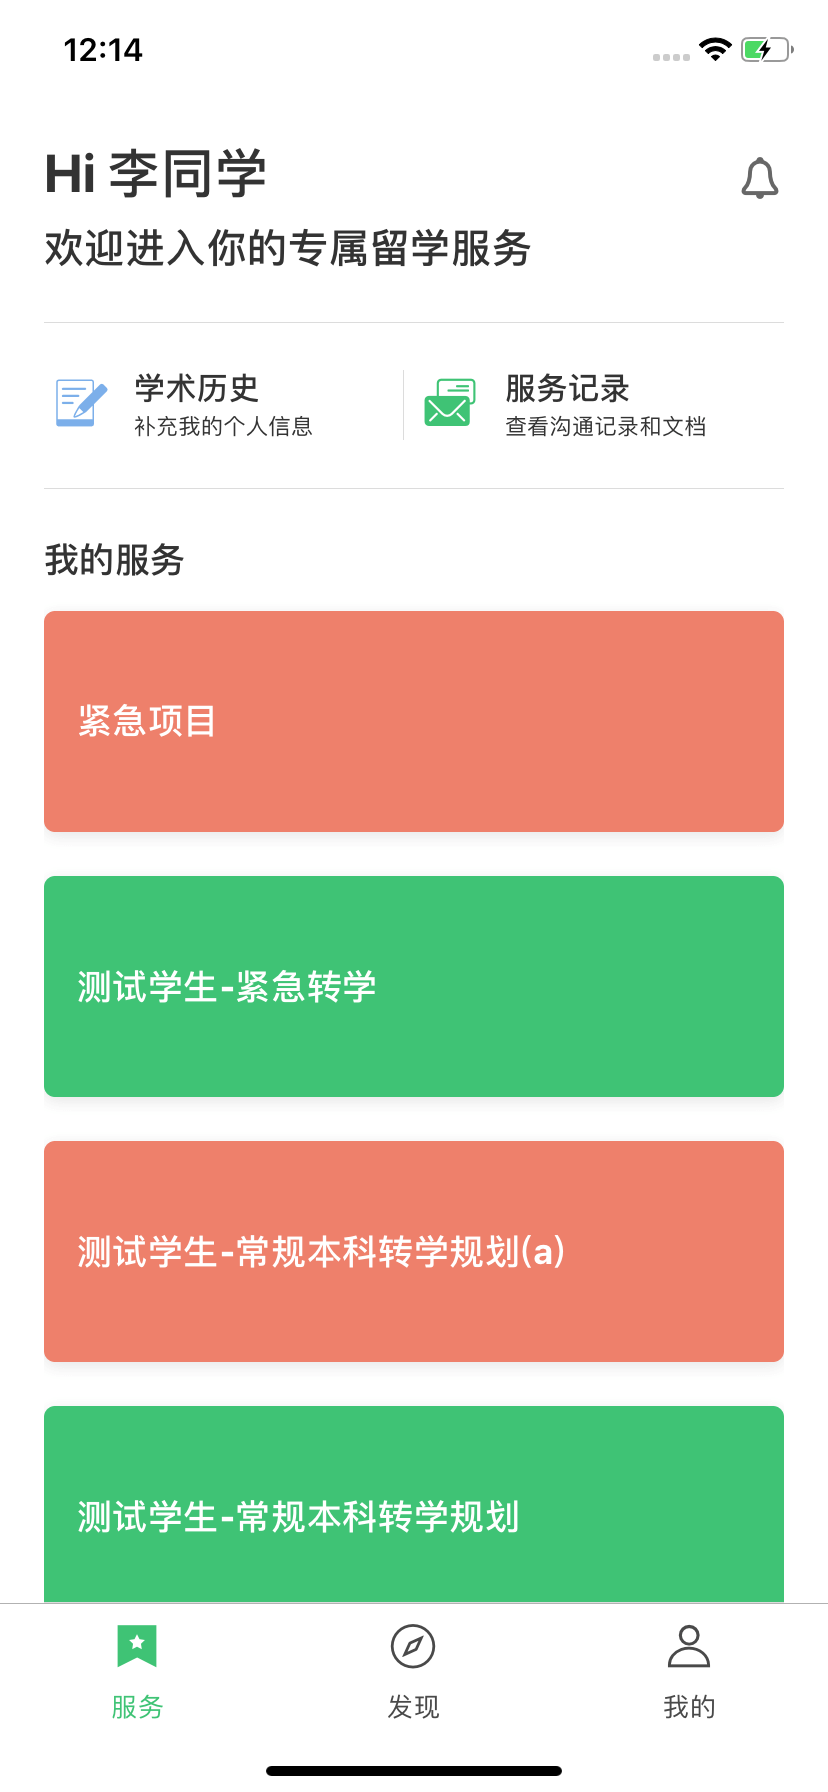 12:14
Hi 李同学
欢迎进入你的专属留学服务
学术历史
补充我的个人信息
服务记录
查看沟通记录和文档
我的服务
紧急项目
测试学生-紧急转学
测试学生-常规本科转学规划(a)
测试学生-常规本科转学规划
服务
发现
我的